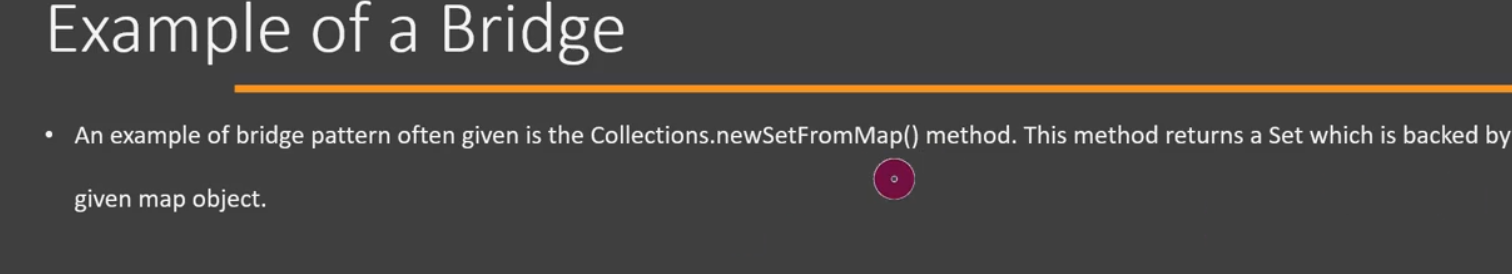 Example of a Bridge
• An example of bridge pattern often given is the Collections.newSetFromMap() method. This method returns a Set which is backed by
given map object.